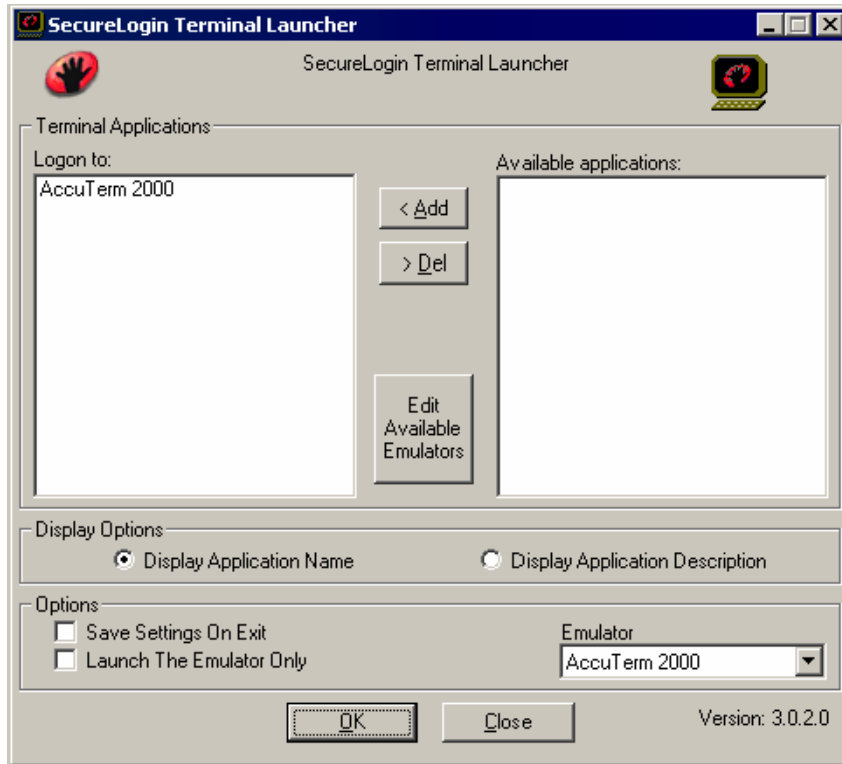 SecureLogin Terminal Launcher
SecureLogin Terminal Launcher
Terminal Applications
Logon to:
Available applications:
AccuTerm 2000
< Add
> Del
Edit
Available
Emulators
Display Options
Display Application Name
Display Application Description
Options
Save Settings On Exit
Emulator
Launch The Emulator Only
AccuTerm 2000
OK
Close
Version: 3.0.2.0